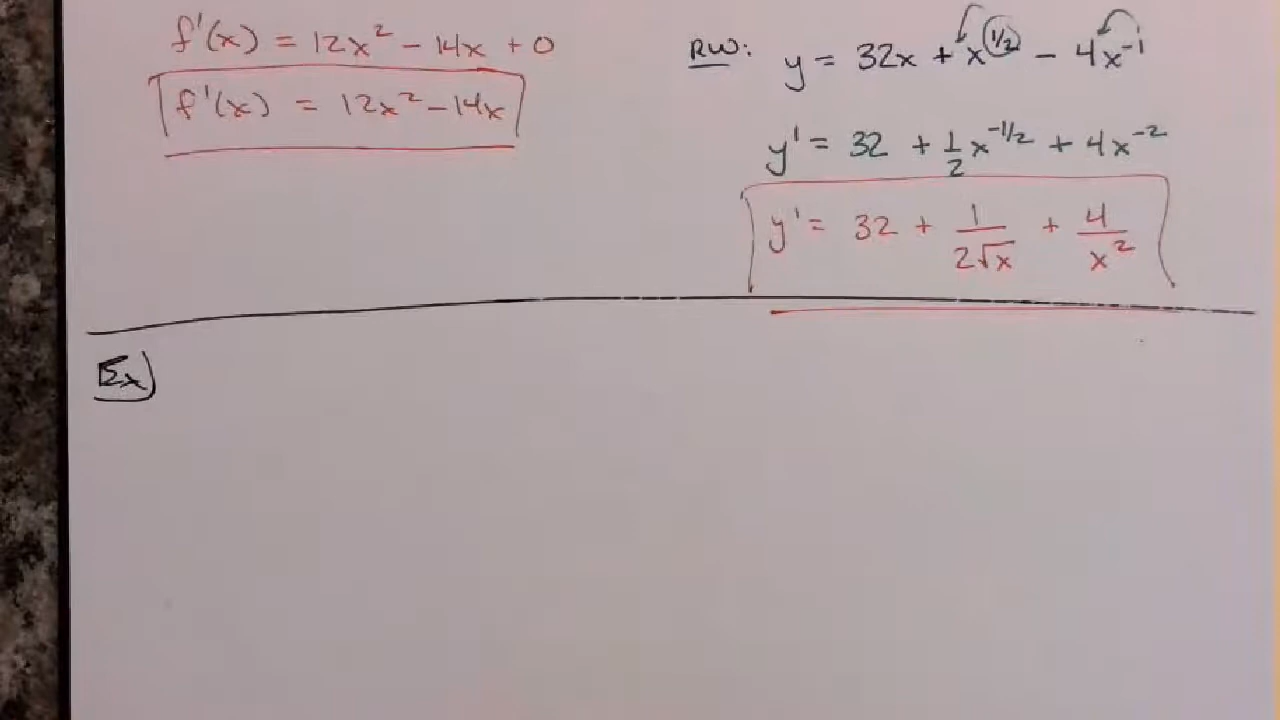 f'(x) = 12x² - 14x + 0
f'(x) = 12x² - 14x
RW: y = 32x + x^(1/2) - 4x⁻¹
y' = 32 + 1/2 x^(-1/2) + 4x⁻²
y' = 32 + 1/(2√x) + 4/x²
Ex)